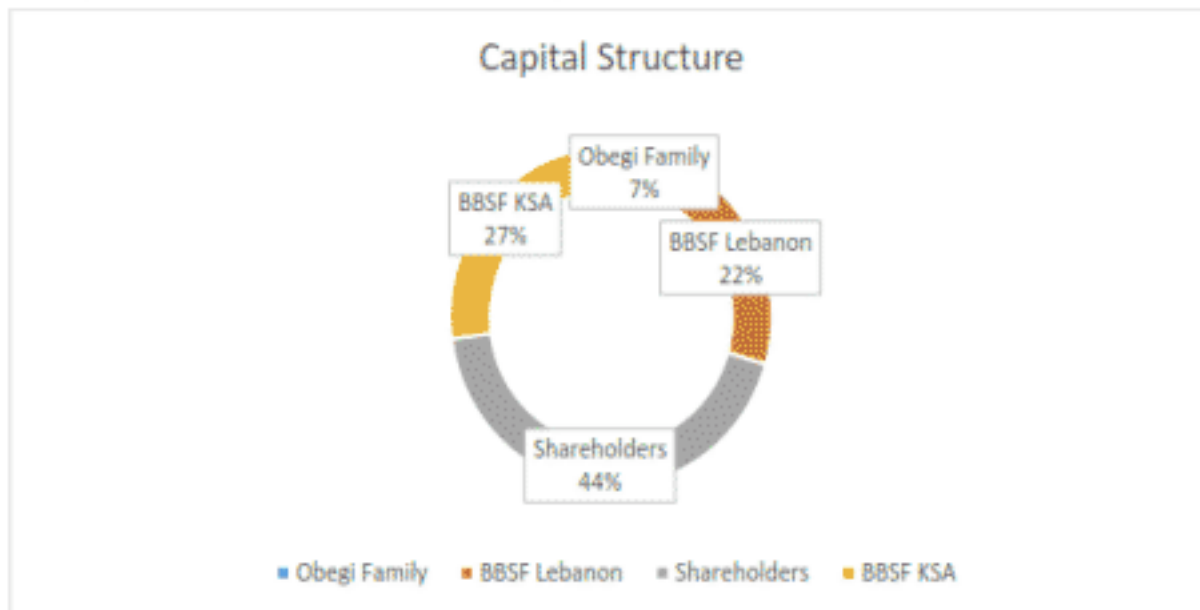 Capital Structure
Obegi Family
7%
BBSF KSA
27%
BBSF Lebanon
22%
Shareholders
44%
Obegi Family BBSF Lebanon Shareholders BBSF KSA